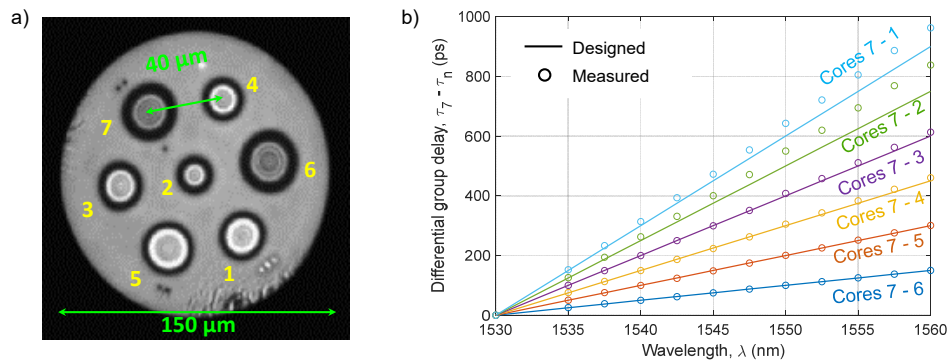 a)
40 µm
4
7
6
2
3
5
1
150 µm
b)
Differential group delay, τ7 - τn (ps)
1000
800
600
400
200
0
Designed
Measured
Cores 7 - 1
Cores 7 - 2
Cores 7 - 3
Cores 7 - 4
Cores 7 - 5
Cores 7 - 6
1530 1535 1540 1545 1550 1555 1560
Wavelength, λ (nm)